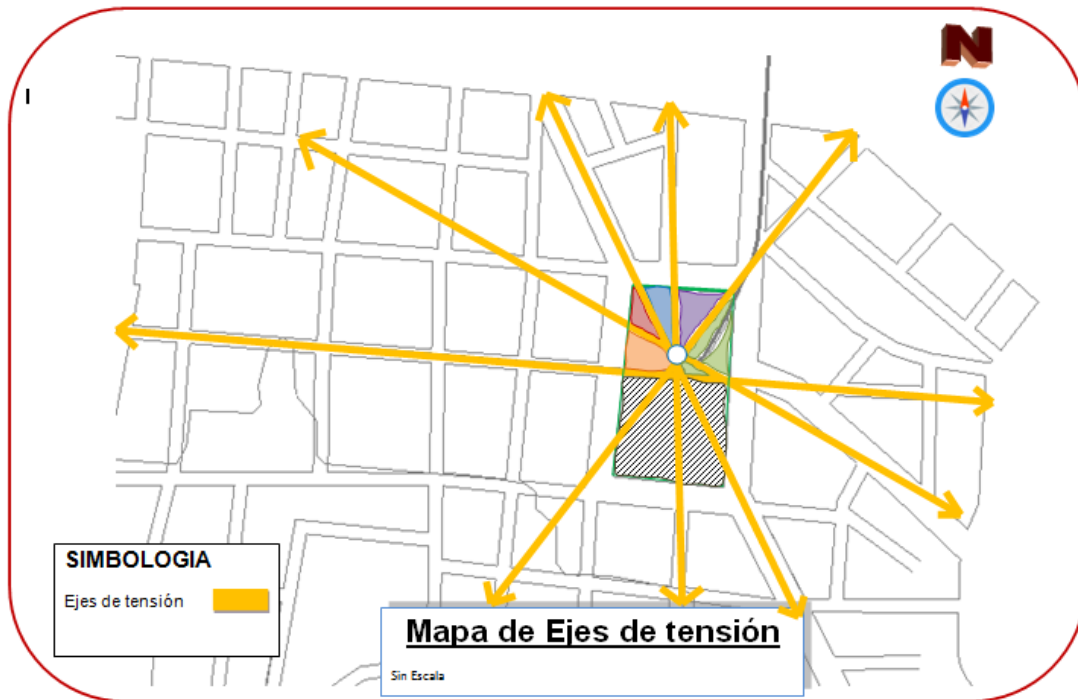 N
I
SIMBOLOGIA
Ejes de tensión
Mapa de Ejes de tensión
Sin Escala